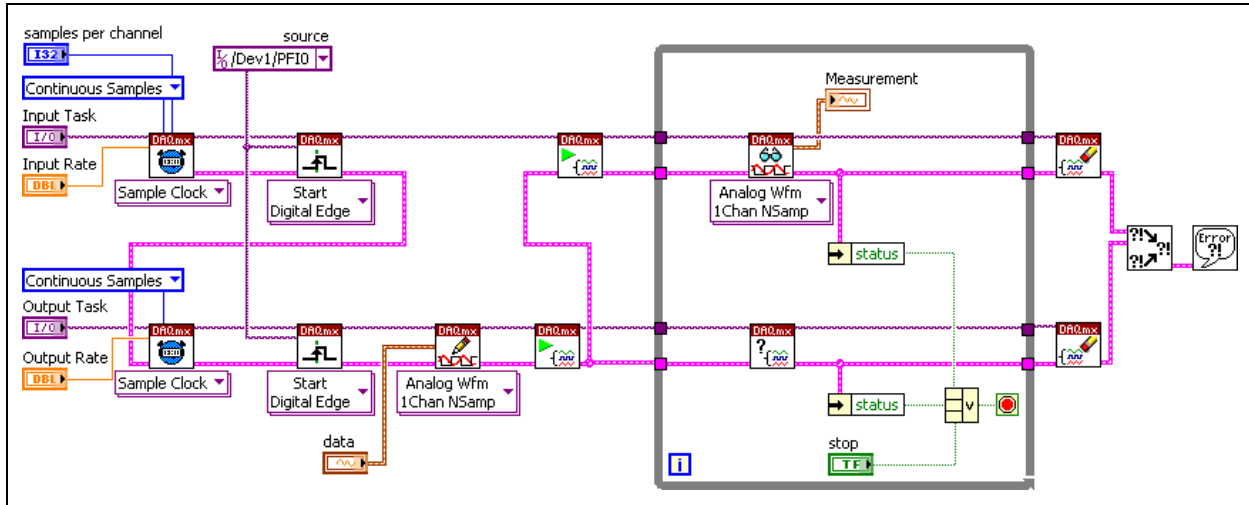 samples per channel
I32
source
I/O /Dev1/PFI0
Continuous Samples
Input Task
I/O
Input Rate
DBL
DAQmx
Sample Clock
DAQmx
Start
Digital Edge
DAQmx
DAQmx
Analog Wfm
1Chan NSamp
Measurement
DAQmx
status
?!
?!
?!
Error
?!
Continuous Samples
Output Task
I/O
Output Rate
DBL
DAQmx
Sample Clock
DAQmx
Start
Digital Edge
DAQmx
Analog Wfm
1Chan NSamp
DAQmx
data
DAQmx
?
DAQmx
status
v
stop
TF
i